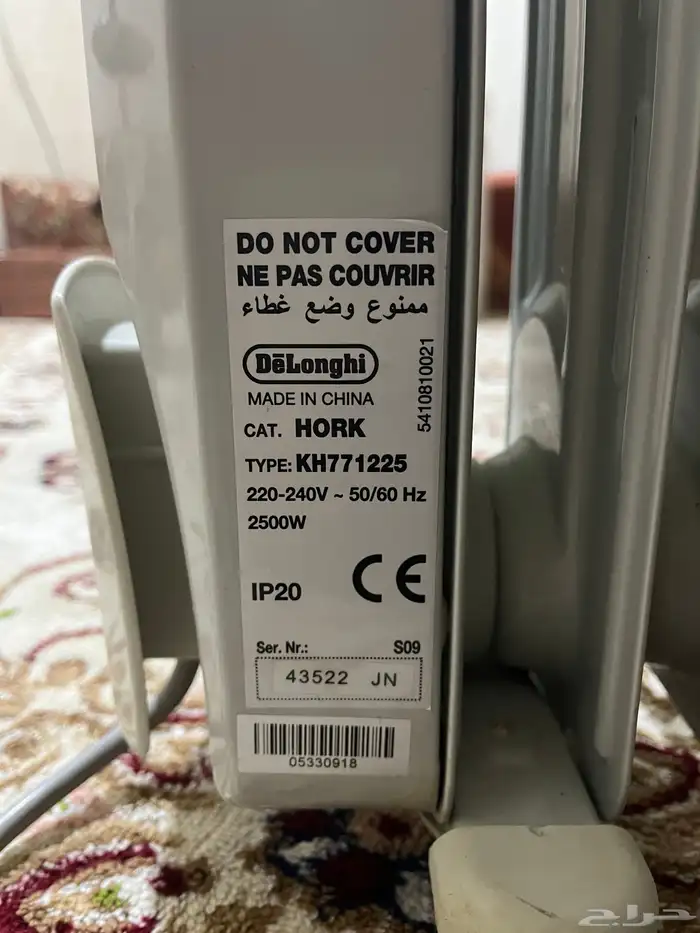 DO NOT COVER
NE PAS COUVRIR
ممنوع وضع غطاء
DēLonghi
MADE IN CHINA
CAT. HORK
TYPE: KH771225
220-240V ~ 50/60 Hz
2500W
5410810021
IP20 CE
Ser. Nr.: S09
43522 JN
05330918
حراج